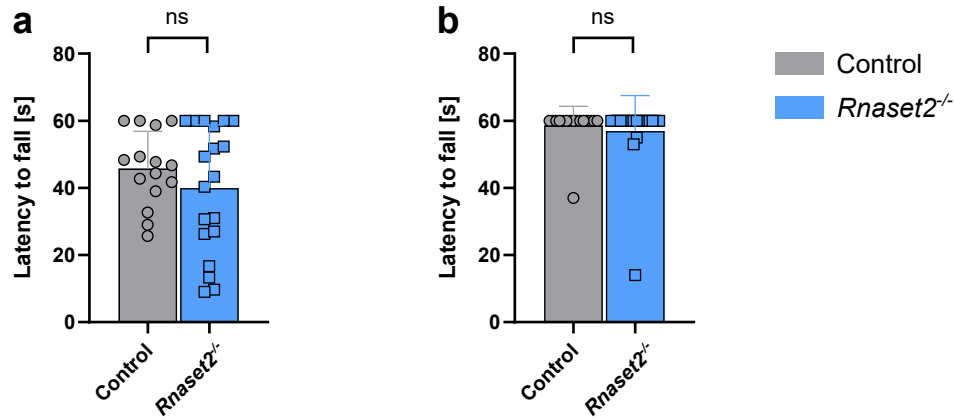 a
ns
Latency to fall [s]
80
60
40
20
0
Control
Rnaset2-/-
b
ns
Latency to fall [s]
80
60
40
20
0
Control
Rnaset2-/-
Control
Rnaset2-/-